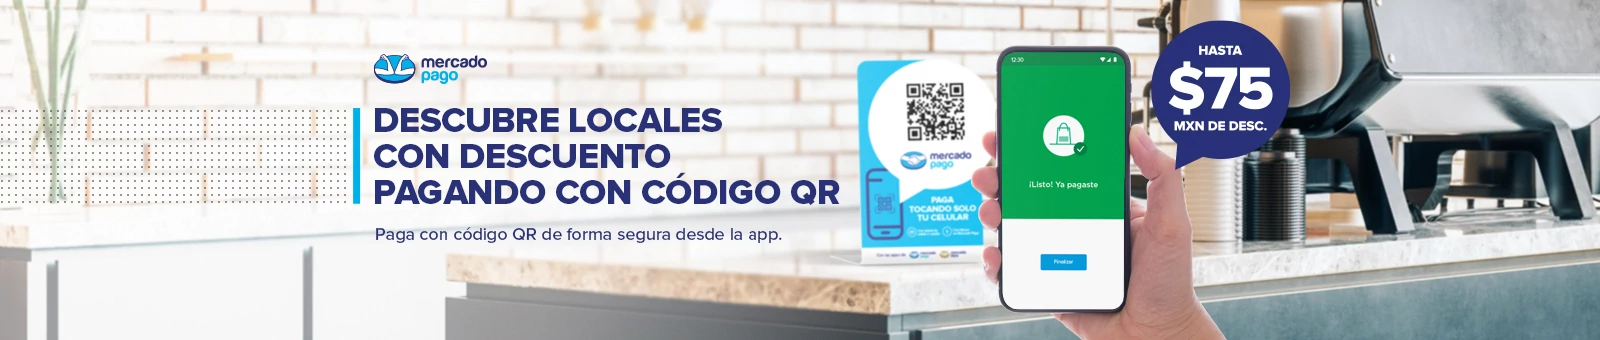 mercado
pago
DESCUBRE LOCALES
CON DESCUENTO
PAGANDO CON CÓDIGO QR
Paga con código QR de forma segura desde la app.
mercado
pago
PAGA
TOCANDO SOLO
TU CELULAR
12:30
¡Listo! Ya pagaste
Finalizar
HASTA
$75
MXN DE DESC.